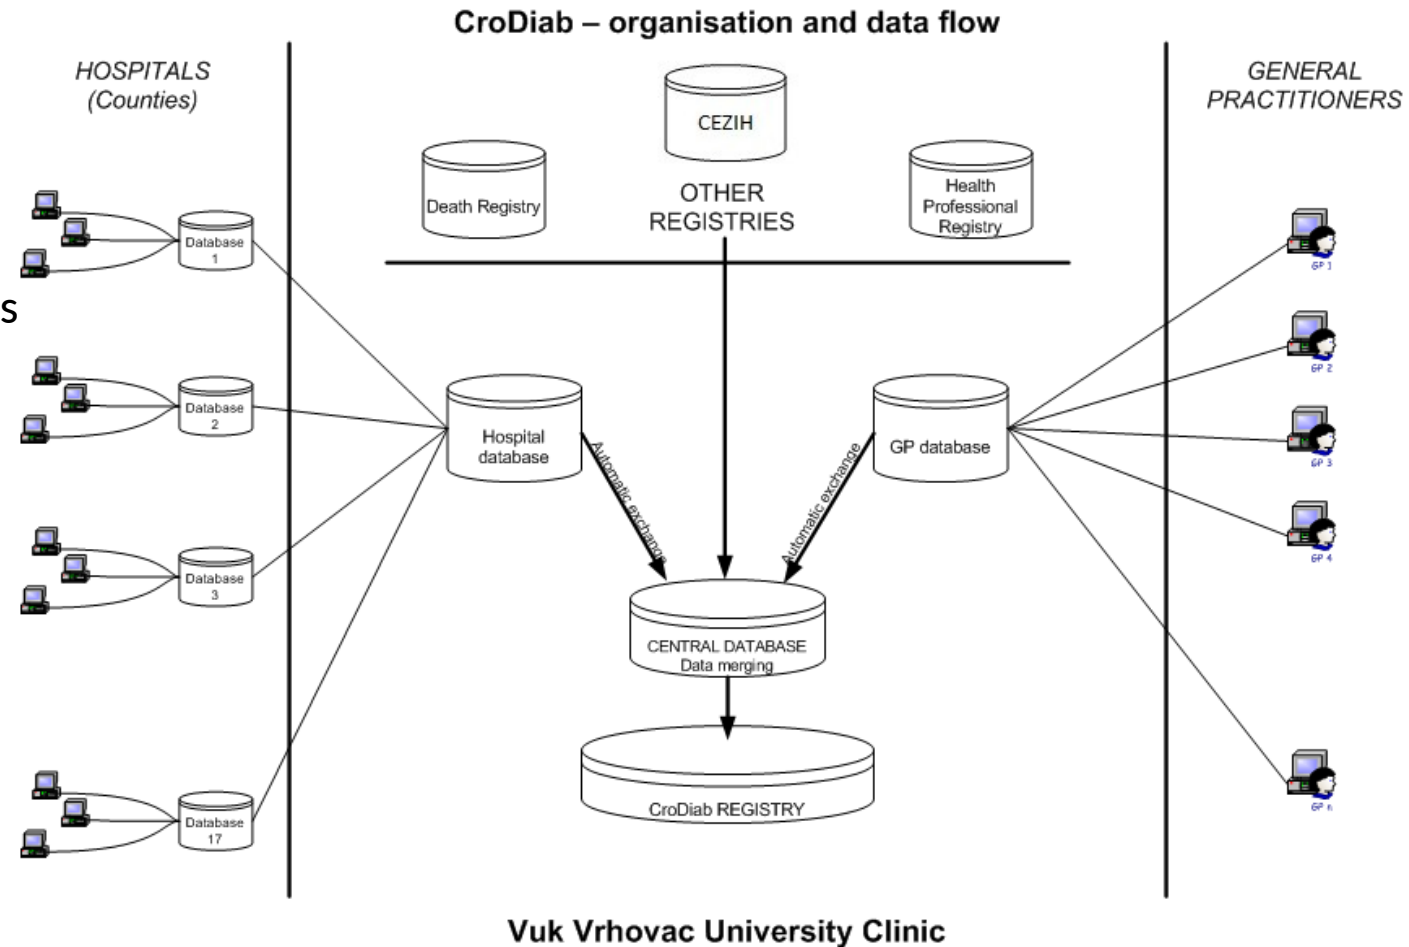 CroDiab – organisation and data flow
HOSPITALS
(Counties)
GENERAL
PRACTITIONERS
CEZIH
Death Registry
OTHER
REGISTRIES
Health
Professional
Registry
Database
1
Database
2
Database
3
Database
17
s
Hospital
database
GP database
Automatic exchange
Automatic exchange
GP 1
GP 2
GP 3
GP 4
GP n
CENTRAL DATABASE
Data merging
CroDiab REGISTRY
Vuk Vrhovac University Clinic